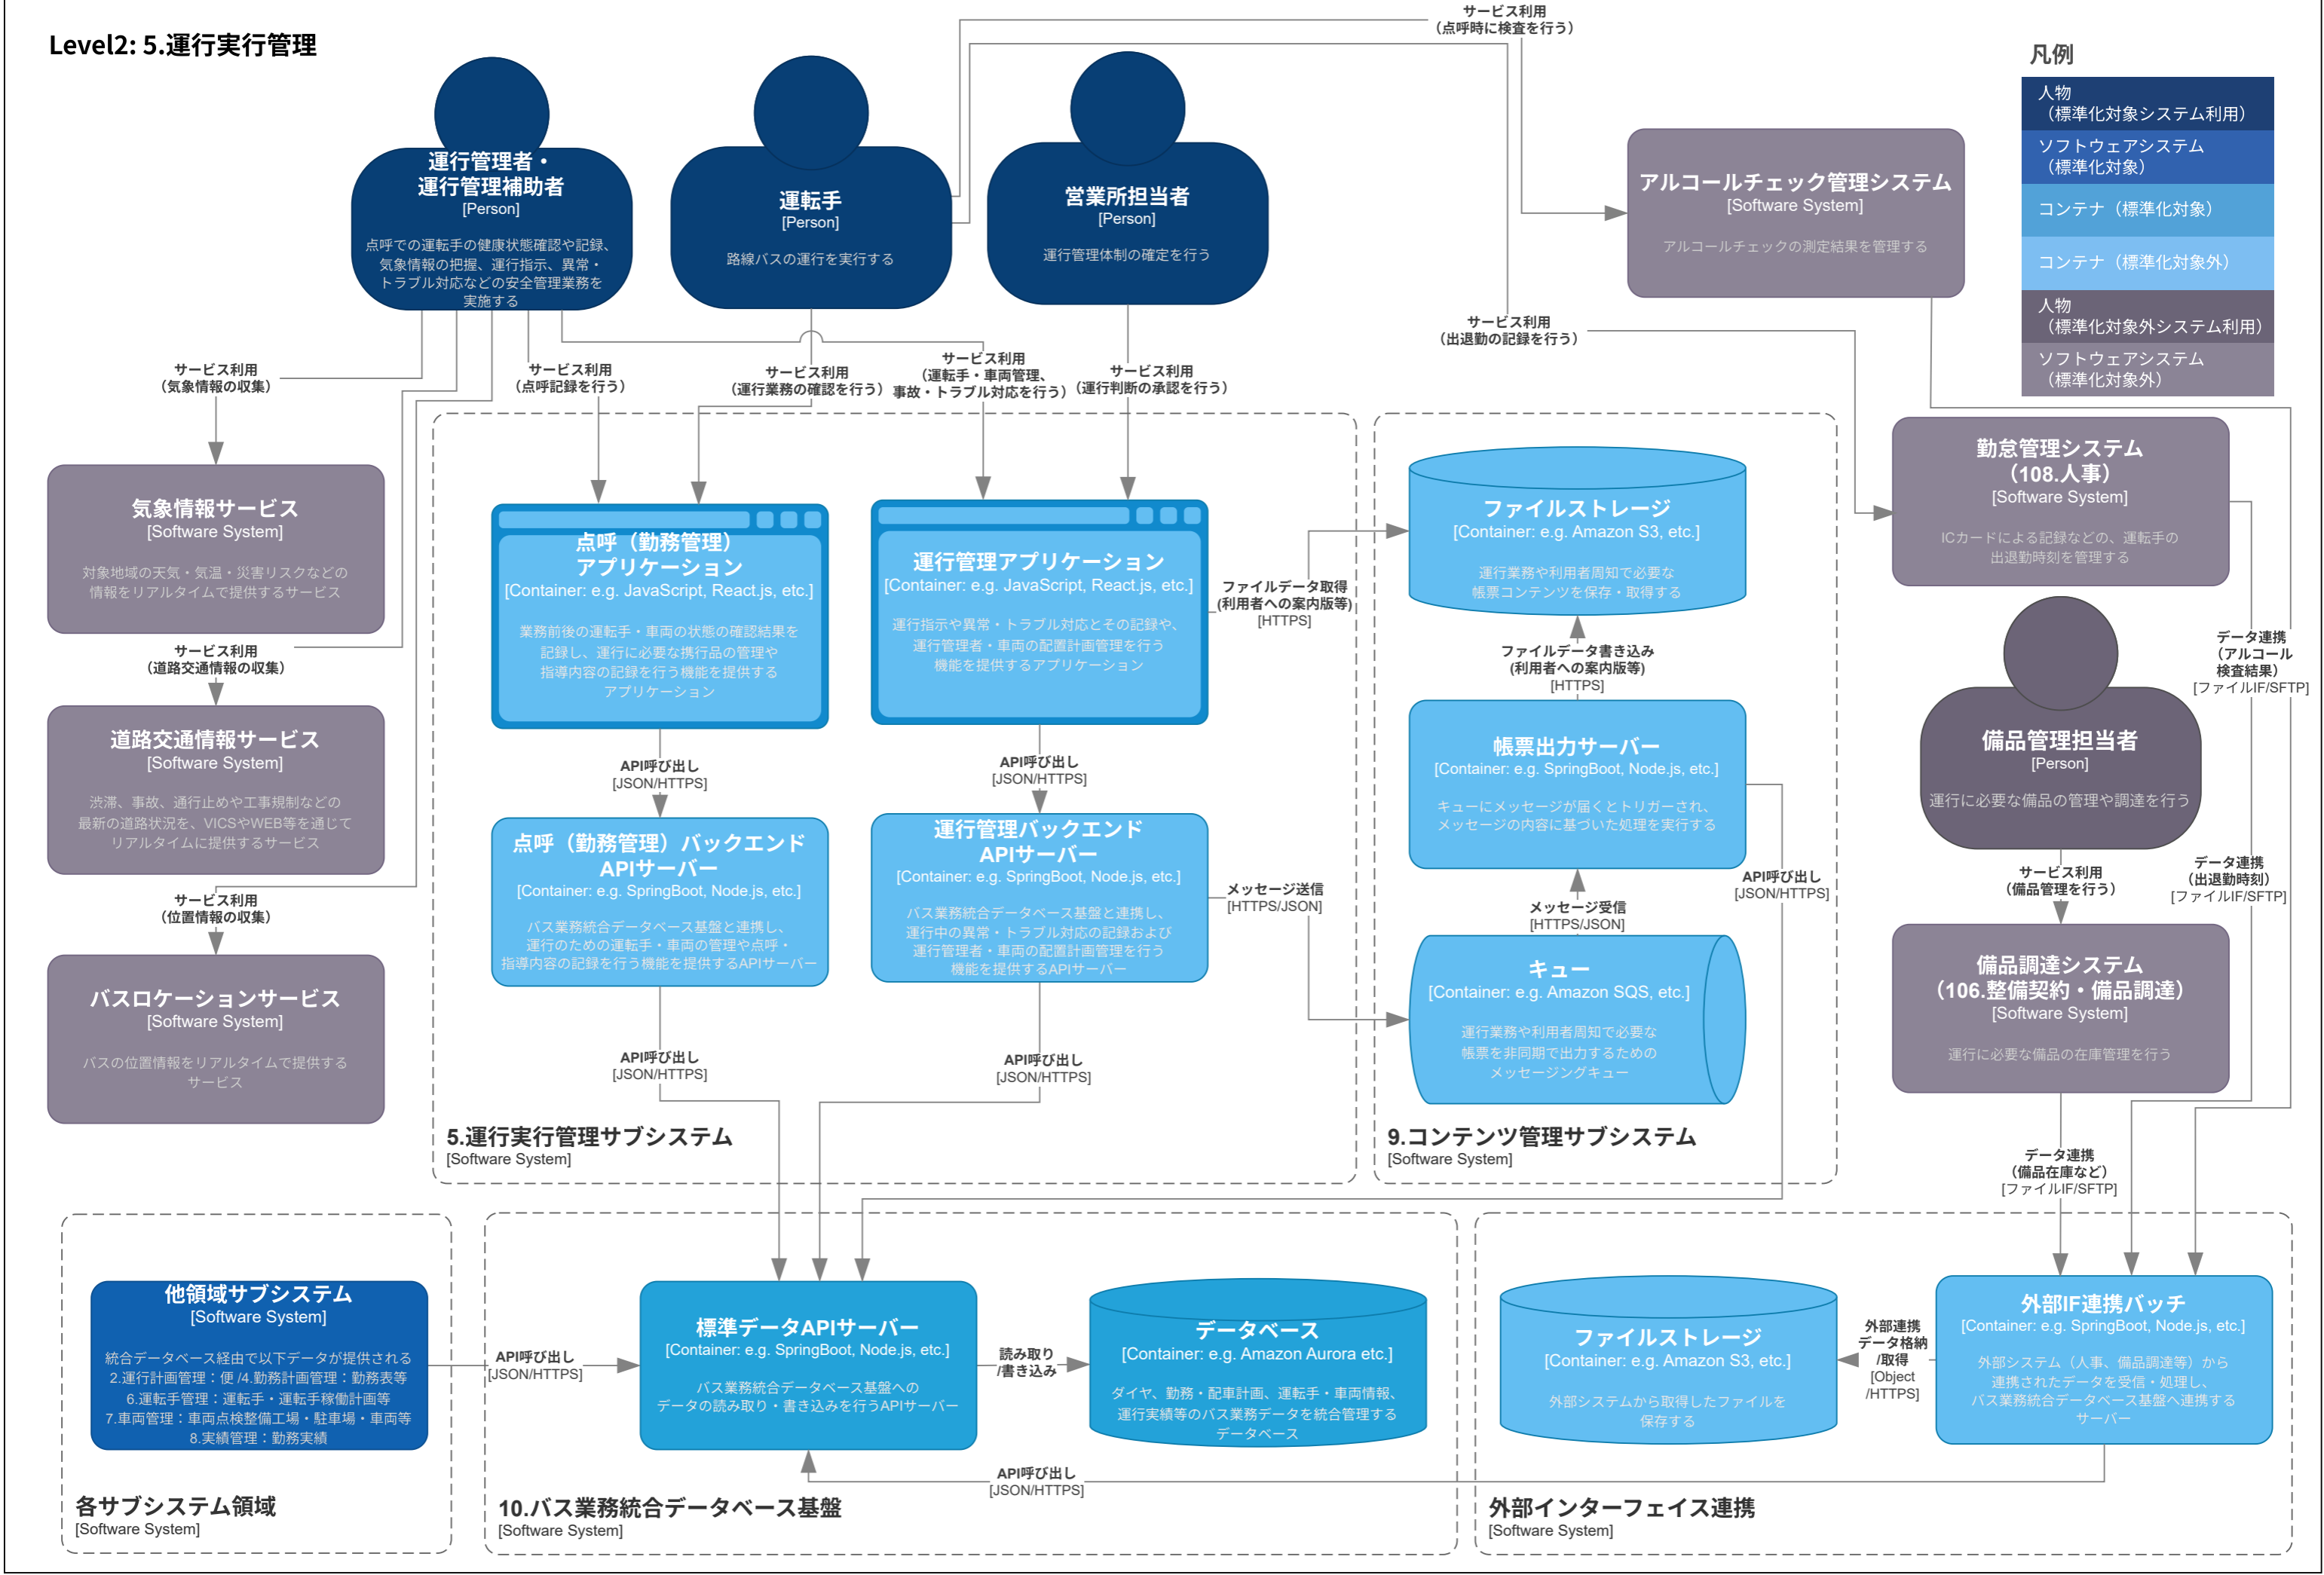 Level2: 5.運行実行管理
サービス利用
（点呼時に検査を行う）
凡例
人物
（標準化対象システム利用）
ソフトウェアシステム
（標準化対象）
コンテナ（標準化対象）
コンテナ（標準化対象外）
人物
（標準化対象外システム利用）
ソフトウェアシステム
（標準化対象外）
運行管理者・
運行管理補助者
[Person]
点呼での運転手の健康状態確認や記録、
気象情報の把握、運行指示、異常・
トラブル対応などの安全管理業務を
実施する
運転手
[Person]
路線バスの運行を実行する
営業所担当者
[Person]
運行管理体制の確定を行う
アルコールチェック管理システム
[Software System]
アルコールチェックの測定結果を管理する
サービス利用
（出退勤の記録を行う）
サービス利用
（気象情報の収集）
サービス利用
（点呼記録を行う）
サービス利用
（運行業務の確認を行う）
サービス利用
（運転手・車両管理、
事故・トラブル対応を行う）
サービス利用
（運行判断の承認を行う）
気象情報サービス
[Software System]
対象地域の天気・気温・災害リスクなどの
情報をリアルタイムで提供するサービス
サービス利用
（道路交通情報の収集）
道路交通情報サービス
[Software System]
渋滞、事故、通行止めや工事規制などの
最新の道路状況を、VICSやWEB等を通じて
リアルタイムに提供するサービス
サービス利用
（位置情報の収集）
バスロケーションサービス
[Software System]
バスの位置情報をリアルタイムで提供する
サービス
点呼（勤務管理）
アプリケーション
[Container: e.g. JavaScript, React.js, etc.]
業務前後の運転手・車両の状態の確認結果を
記録し、運行に必要な携行品の管理や
指導内容の記録を行う機能を提供する
アプリケーション
運行管理アプリケーション
[Container: e.g. JavaScript, React.js, etc.]
運行指示や異常・トラブル対応とその記録や、
運行管理者・車両の配置計画管理を行う
機能を提供するアプリケーション
API呼び出し
[JSON/HTTPS]
API呼び出し
[JSON/HTTPS]
点呼（勤務管理）バックエンド
APIサーバー
[Container: e.g. SpringBoot, Node.js, etc.]
バス業務統合データベース基盤と連携し、
運行のための運転手・車両の管理や点呼・
指導内容の記録を行う機能を提供するAPIサーバー
運行管理バックエンド
APIサーバー
[Container: e.g. SpringBoot, Node.js, etc.]
バス業務統合データベース基盤と連携し、
運行中の異常・トラブル対応の記録および
運行管理者・車両の配置計画管理を行う
機能を提供するAPIサーバー
API呼び出し
[JSON/HTTPS]
API呼び出し
[JSON/HTTPS]
5.運行実行管理サブシステム
[Software System]
ファイルデータ取得
(利用者への案内版等)
[HTTPS]
メッセージ送信
[HTTPS/JSON]
ファイルストレージ
[Container: e.g. Amazon S3, etc.]
運行業務や利用者周知で必要な
帳票コンテンツを保存・取得する
ファイルデータ書き込み
(利用者への案内版等)
[HTTPS]
帳票出力サーバー
[Container: e.g. SpringBoot, Node.js, etc.]
キューにメッセージが届くとトリガーされ、
メッセージの内容に基づいた処理を実行する
メッセージ受信
[HTTPS/JSON]
API呼び出し
[JSON/HTTPS]
キュー
[Container: e.g. Amazon SQS, etc.]
運行業務や利用者周知で必要な
帳票を非同期で出力するための
メッセージングキュー
9.コンテンツ管理サブシステム
[Software System]
勤怠管理システム
（108.人事）
[Software System]
ICカードによる記録などの、運転手の
出退勤時刻を管理する
データ連携
（アルコール
検査結果）
[ファイルIF/SFTP]
備品管理担当者
[Person]
運行に必要な備品の管理や調達を行う
サービス利用
（備品管理を行う）
データ連携
（出退勤時刻）
[ファイルIF/SFTP]
備品調達システム
（106.整備契約・備品調達）
[Software System]
運行に必要な備品の在庫管理を行う
データ連携
（備品在庫など）
[ファイルIF/SFTP]
他領域サブシステム
[Software System]
統合データベース経由で以下データが提供される
2.運行計画管理：便 /4.勤務計画管理：勤務表等
6.運転手管理：運転手・運転手稼働計画等
7.車両管理：車両点検整備工場・駐車場・車両等
8.実績管理：勤務実績
各サブシステム領域
[Software System]
API呼び出し
[JSON/HTTPS]
標準データAPIサーバー
[Container: e.g. SpringBoot, Node.js, etc.]
バス業務統合データベース基盤への
データの読み取り・書き込みを行うAPIサーバー
読み取り
/書き込み
データベース
[Container: e.g. Amazon Aurora etc.]
ダイヤ、勤務・配車計画、運転手・車両情報、
運行実績等のバス業務データを統合管理する
データベース
API呼び出し
[JSON/HTTPS]
10.バス業務統合データベース基盤
[Software System]
ファイルストレージ
[Container: e.g. Amazon S3, etc.]
外部システムから取得したファイルを
保存する
外部連携
データ格納
/取得
[Object
/HTTPS]
外部IF連携バッチ
[Container: e.g. SpringBoot, Node.js, etc.]
外部システム（人事、備品調達等）から
連携されたデータを受信・処理し、
バス業務統合データベース基盤へ連携する
サーバー
外部インターフェイス連携
[Software System]